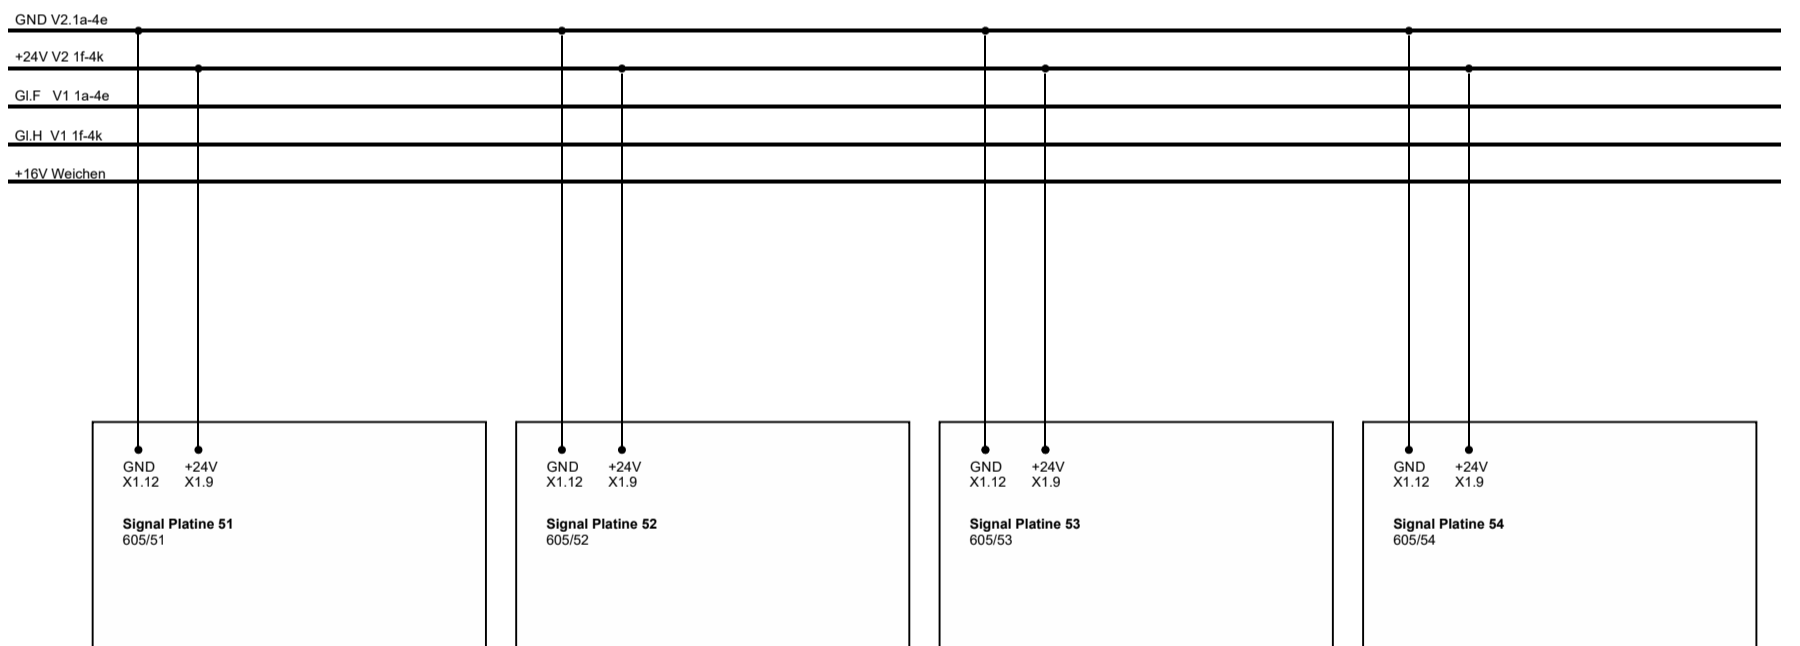 GND V2.1a-4e
+24V V2 1f-4k
Gl.F V1 1a-4e
Gl.H V1 1f-4k
+16V Weichen
GND +24V
X1.12 X1.9
Signal Platine 51
605/51
GND +24V
X1.12 X1.9
Signal Platine 52
605/52
GND +24V
X1.12 X1.9
Signal Platine 53
605/53
GND +24V
X1.12 X1.9
Signal Platine 54
605/54